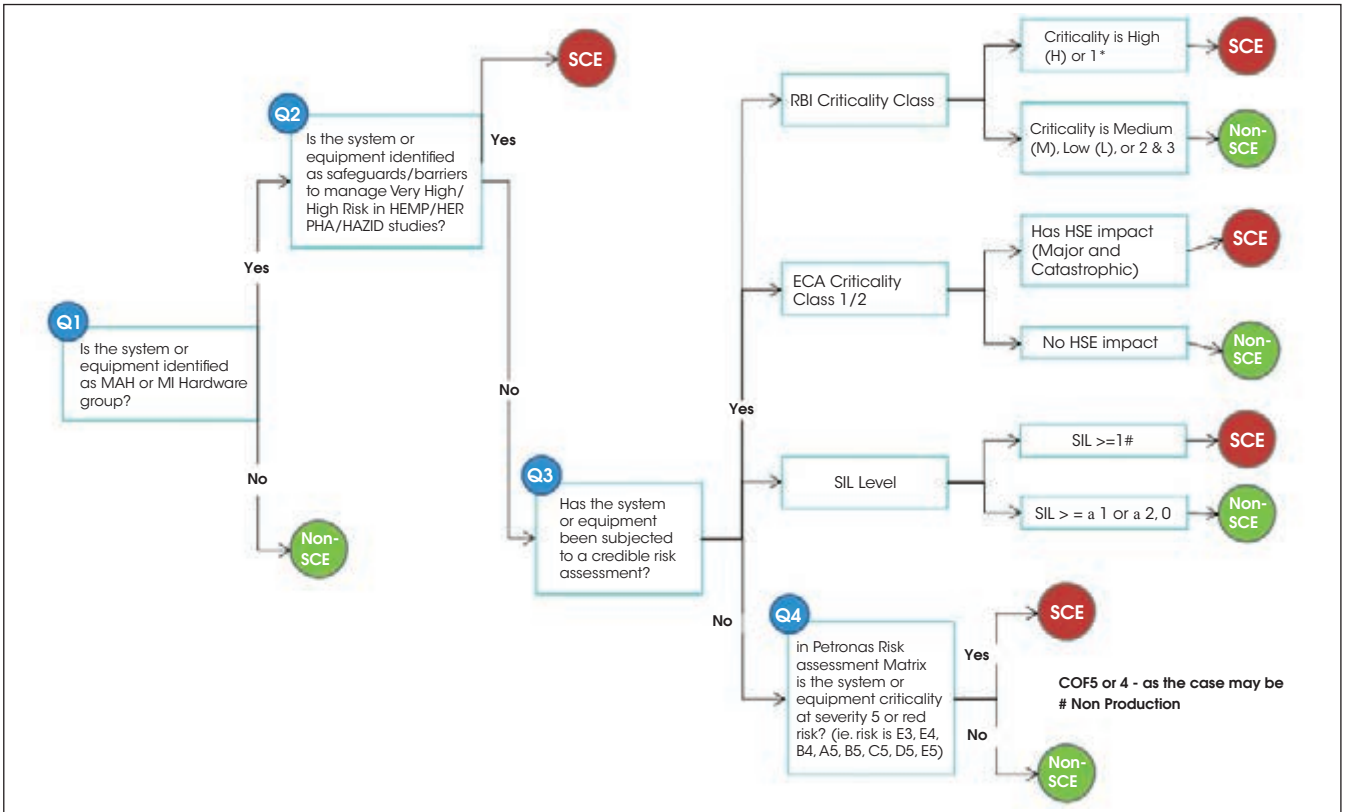 Q1
Is the system or
equipment identified
as MAH or MI Hardware
group?
Yes
No
Non-
SCE
Q2
Is the system or
equipment identified
as safeguards/barriers
to manage Very High/
High Risk in HEMP/HER
PHA/HAZID studies?
Yes
SCE
No
Q3
Has the system
or equipment
been subjected
to a credible risk
assessment?
Yes
No
RBI Criticality Class
Criticality is High
(H) or 1*
SCE
Criticality is Medium
(M), Low (L), or 2 & 3
Non-
SCE
ECA Criticality
Class 1/2
Has HSE impact
(Major and
Catastrophic)
SCE
No HSE impact
Non-
SCE
SIL Level
SIL >=1#
SCE
SIL > = a 1 or a 2, 0
Non-
SCE
Q4
in Petronas Risk
assessment Matrix
is the system or
equipment criticality
at severity 5 or red
risk? (ie. risk is E3, E4,
B4, A5, B5, C5, D5, E5)
Yes
SCE
No
Non-
SCE
COF5 or 4 - as the case may be
# Non Production